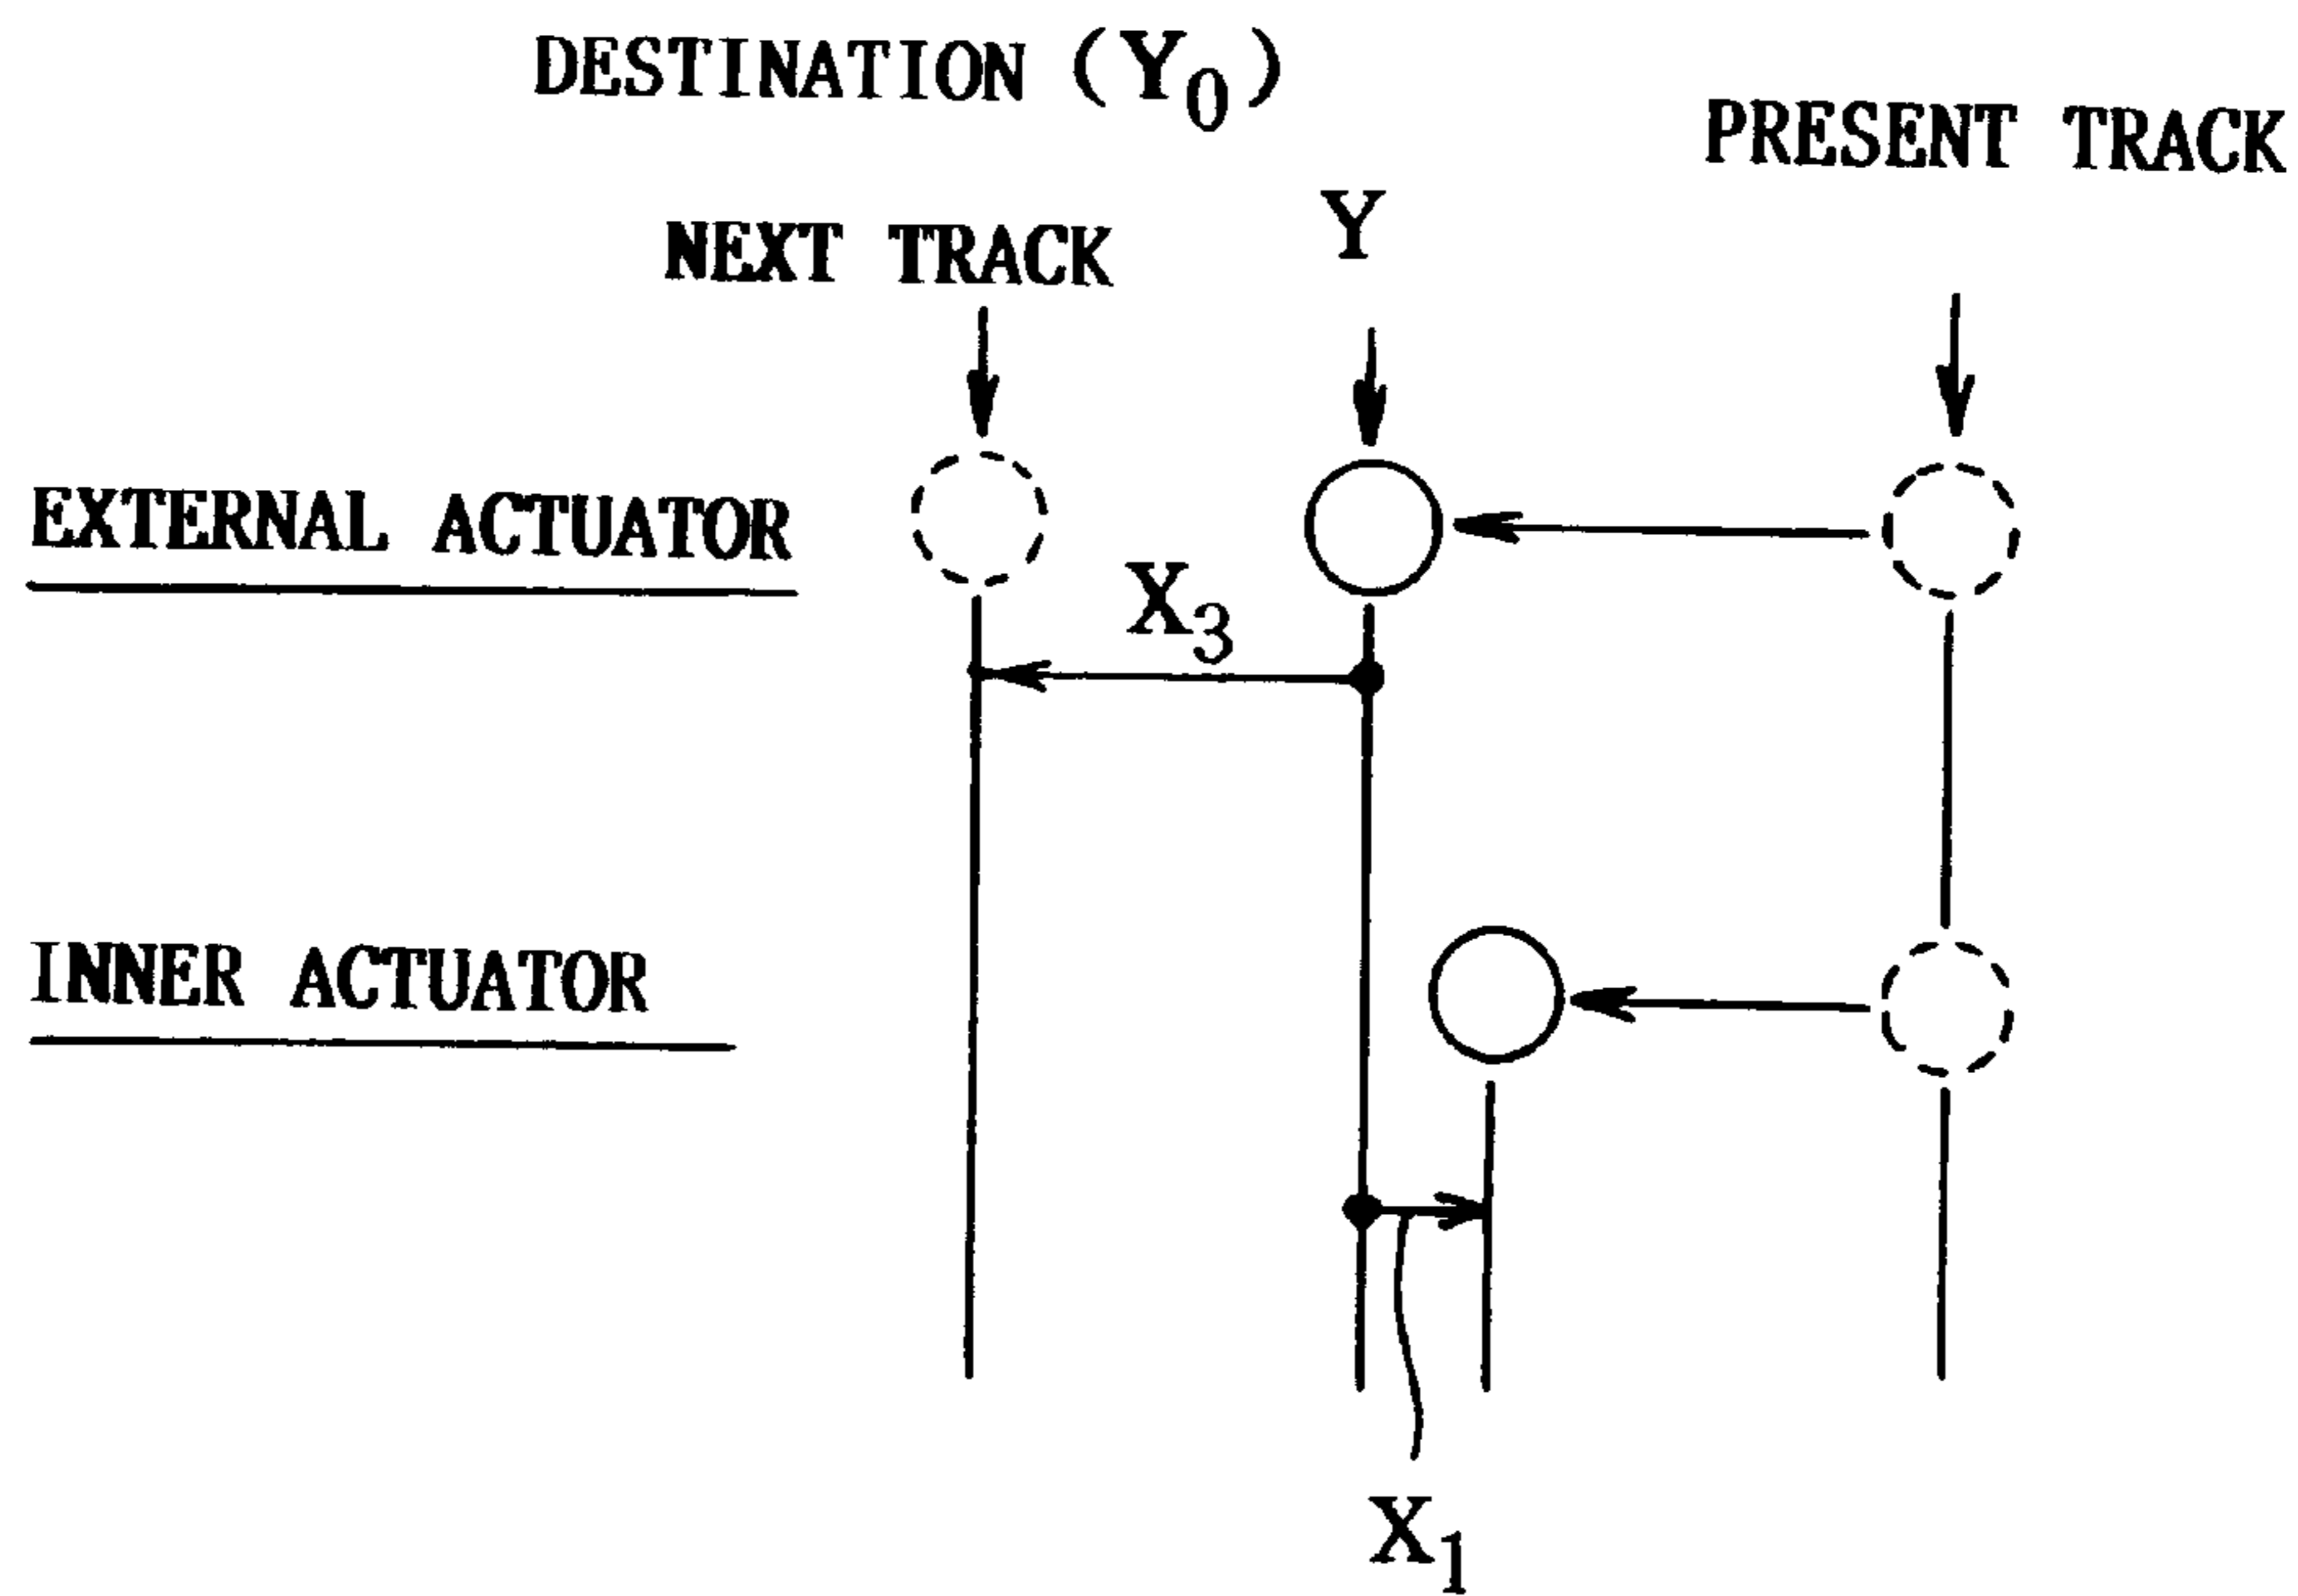 DESTINATION (Y₀)
PRESENT TRACK
Y
NEXT TRACK
EXTERNAL ACTUATOR
X₃
INNER ACTUATOR
X₁